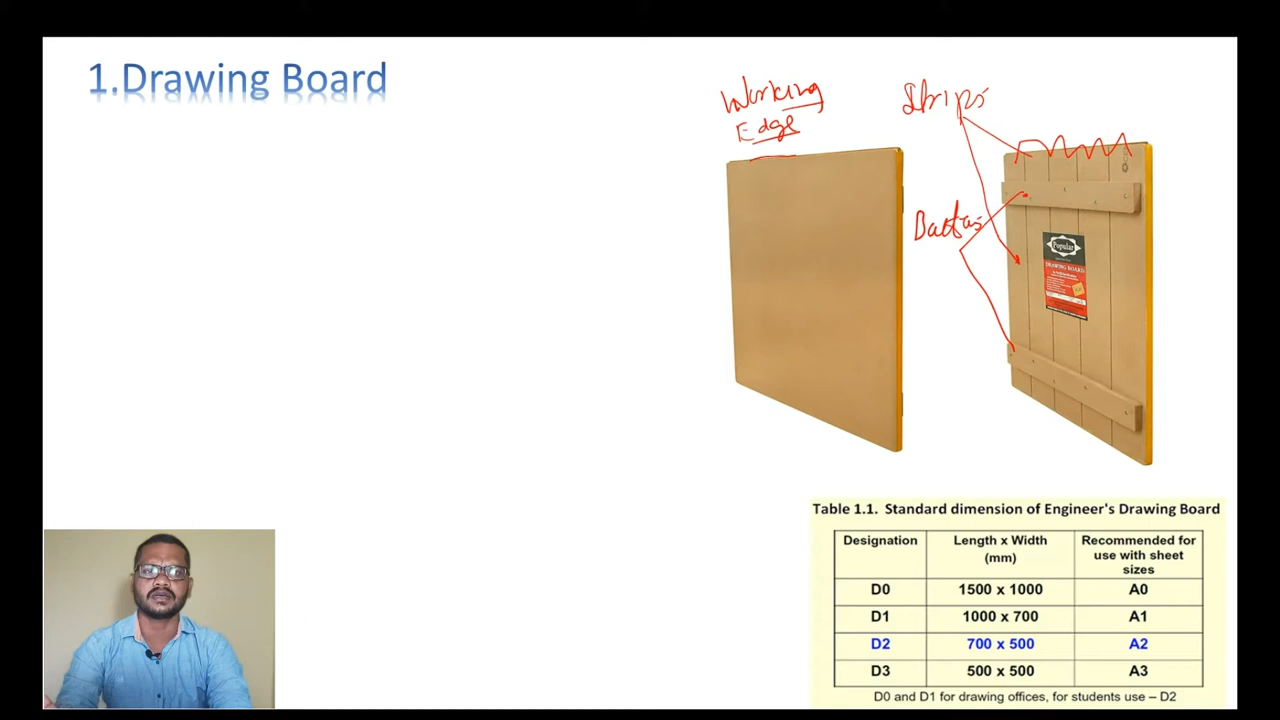 1.Drawing Board
Working
Edge
Strips
Popular
DRAWING BOARD
Table 1.1. Standard dimension of Engineer's Drawing Board
Designation Length x Width (mm) Recommended for use with sheet sizes
D0 1500 x 1000 A0
D1 1000 x 700 A1
D2 700 x 500 A2
D3 500 x 500 A3
D0 and D1 for drawing offices, for students use – D2